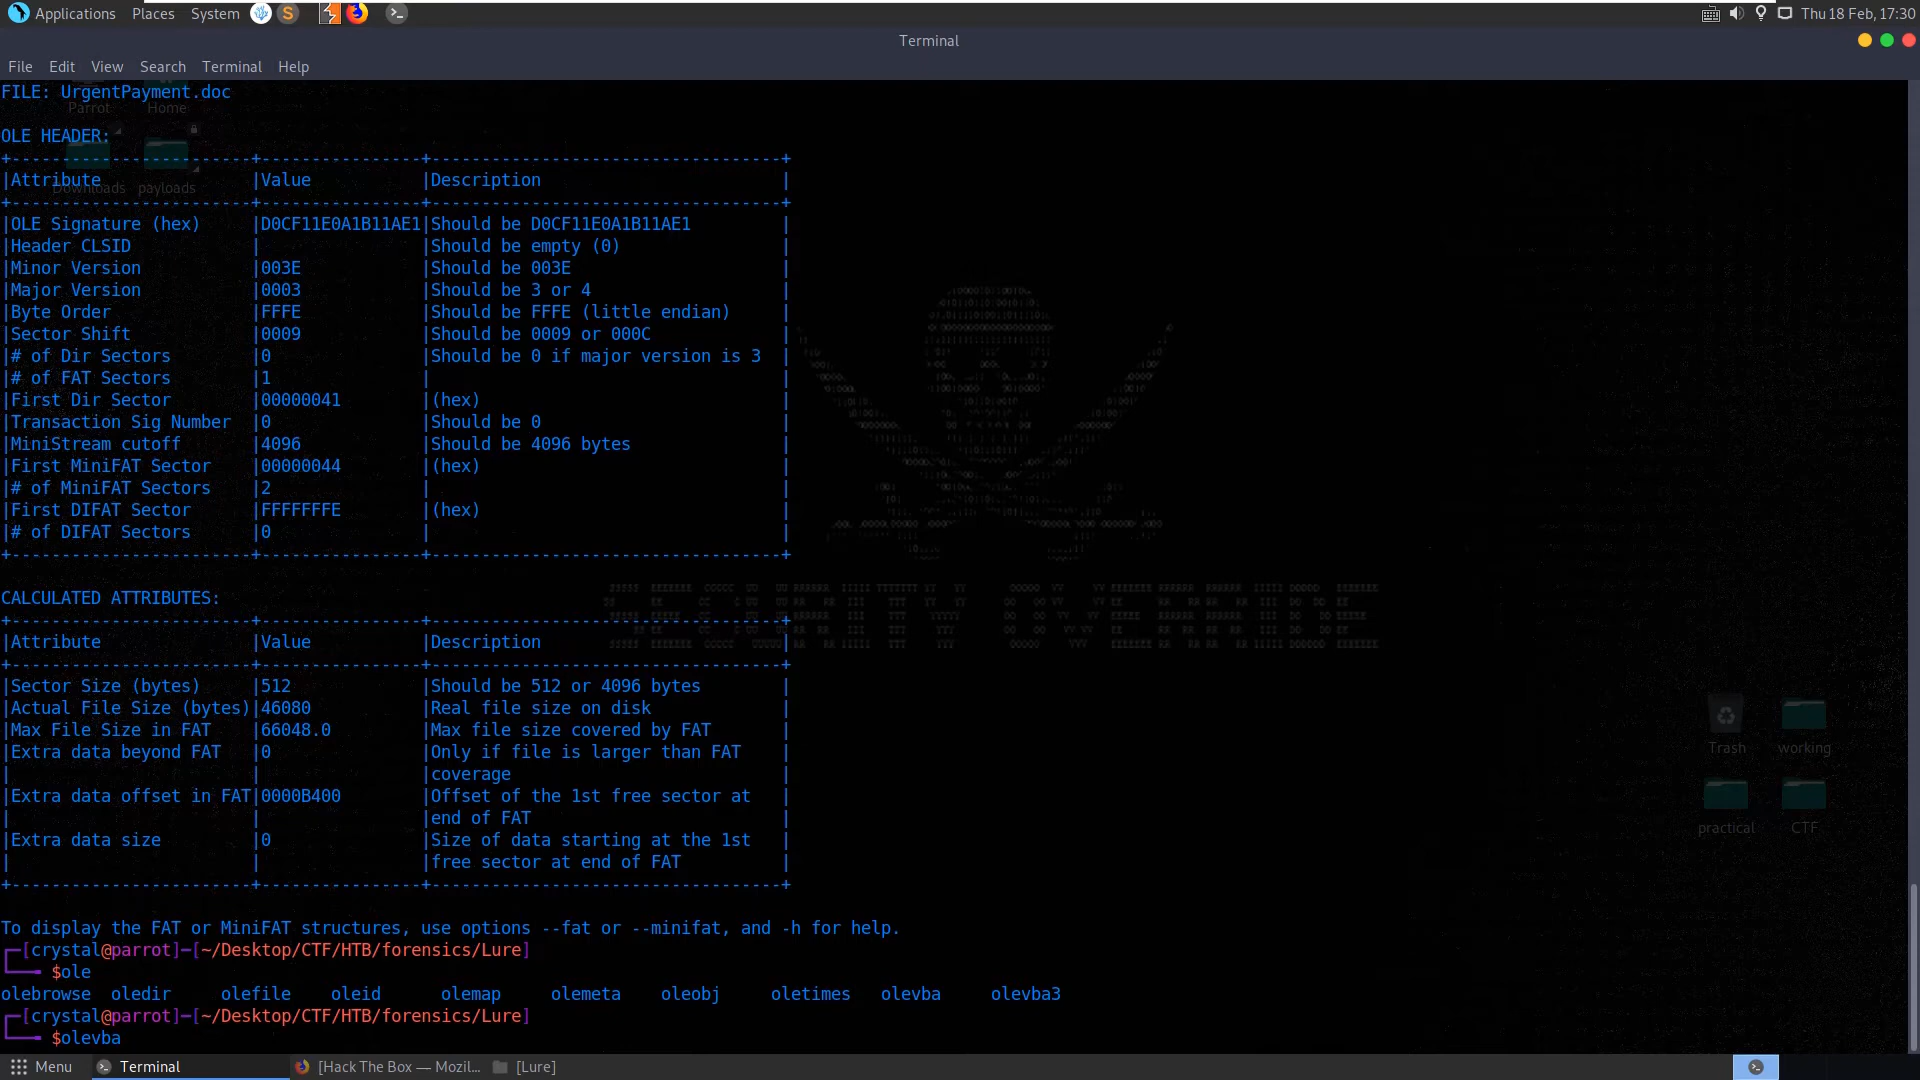 Applications Places System Thu 18 Feb, 17:30
Terminal
File Edit View Search Terminal Help
FILE: UrgentPayment.doc
Parrot Home
OLE HEADER:
+------------------------+----------------+-----------------------------------+
|Attribute               |Value           |Description                        |
Downloads payloads
+------------------------+----------------+-----------------------------------+
|OLE Signature (hex)     |D0CF11E0A1B11AE1|Should be D0CF11E0A1B11AE1         |
|Header CLSID            |                |Should be empty (0)                |
|Minor Version           |003E            |Should be 003E                     |
|Major Version           |0003            |Should be 3 or 4                   |
|Byte Order              |FFFE            |Should be FFFE (little endian)     |
|Sector Shift            |0009            |Should be 0009 or 000C             |
|# of Dir Sectors        |0               |Should be 0 if major version is 3  |
|# of FAT Sectors        |1               |                                   |
|First Dir Sector        |00000041        |(hex)                              |
|Transaction Sig Number  |0               |Should be 0                        |
|MiniStream cutoff       |4096            |Should be 4096 bytes               |
|First MiniFAT Sector    |00000044        |(hex)                              |
|# of MiniFAT Sectors    |2               |                                   |
|First DIFAT Sector      |FFFFFFFE        |(hex)                              |
|# of DIFAT Sectors      |0               |                                   |
+------------------------+----------------+-----------------------------------+
SECURITY OVERRIDE
CALCULATED ATTRIBUTES:
+------------------------+----------------+-----------------------------------+
|Attribute               |Value           |Description                        |
+------------------------+----------------+-----------------------------------+
|Sector Size (bytes)     |512             |Should be 512 or 4096 bytes        |
|Actual File Size (bytes)|46080           |Real file size on disk             |
|Max File Size in FAT    |66048.0         |Max file size covered by FAT       |
|Extra data beyond FAT   |0               |Only if file is larger than FAT    |
|                        |                |coverage                           |
|Extra data offset in FAT|0000B400        |Offset of the 1st free sector at   |
|                        |                |end of FAT                         |
|Extra data size         |0               |Size of data starting at the 1st   |
|                        |                |free sector at end of FAT          |
+------------------------+----------------+-----------------------------------+
Trash working
practical CTF
To display the FAT or MiniFAT structures, use options --fat or --minifat, and -h for help.
┌─[crystal@parrot]─[~/Desktop/CTF/HTB/forensics/Lure]
└──╼ $ole
olebrowse  oledir     olefile    oleid      olemap     olemeta    oleobj     oletimes   olevba     olevba3
┌─[crystal@parrot]─[~/Desktop/CTF/HTB/forensics/Lure]
└──╼ $olevba
Menu Terminal [Hack The Box — Mozil... [Lure]